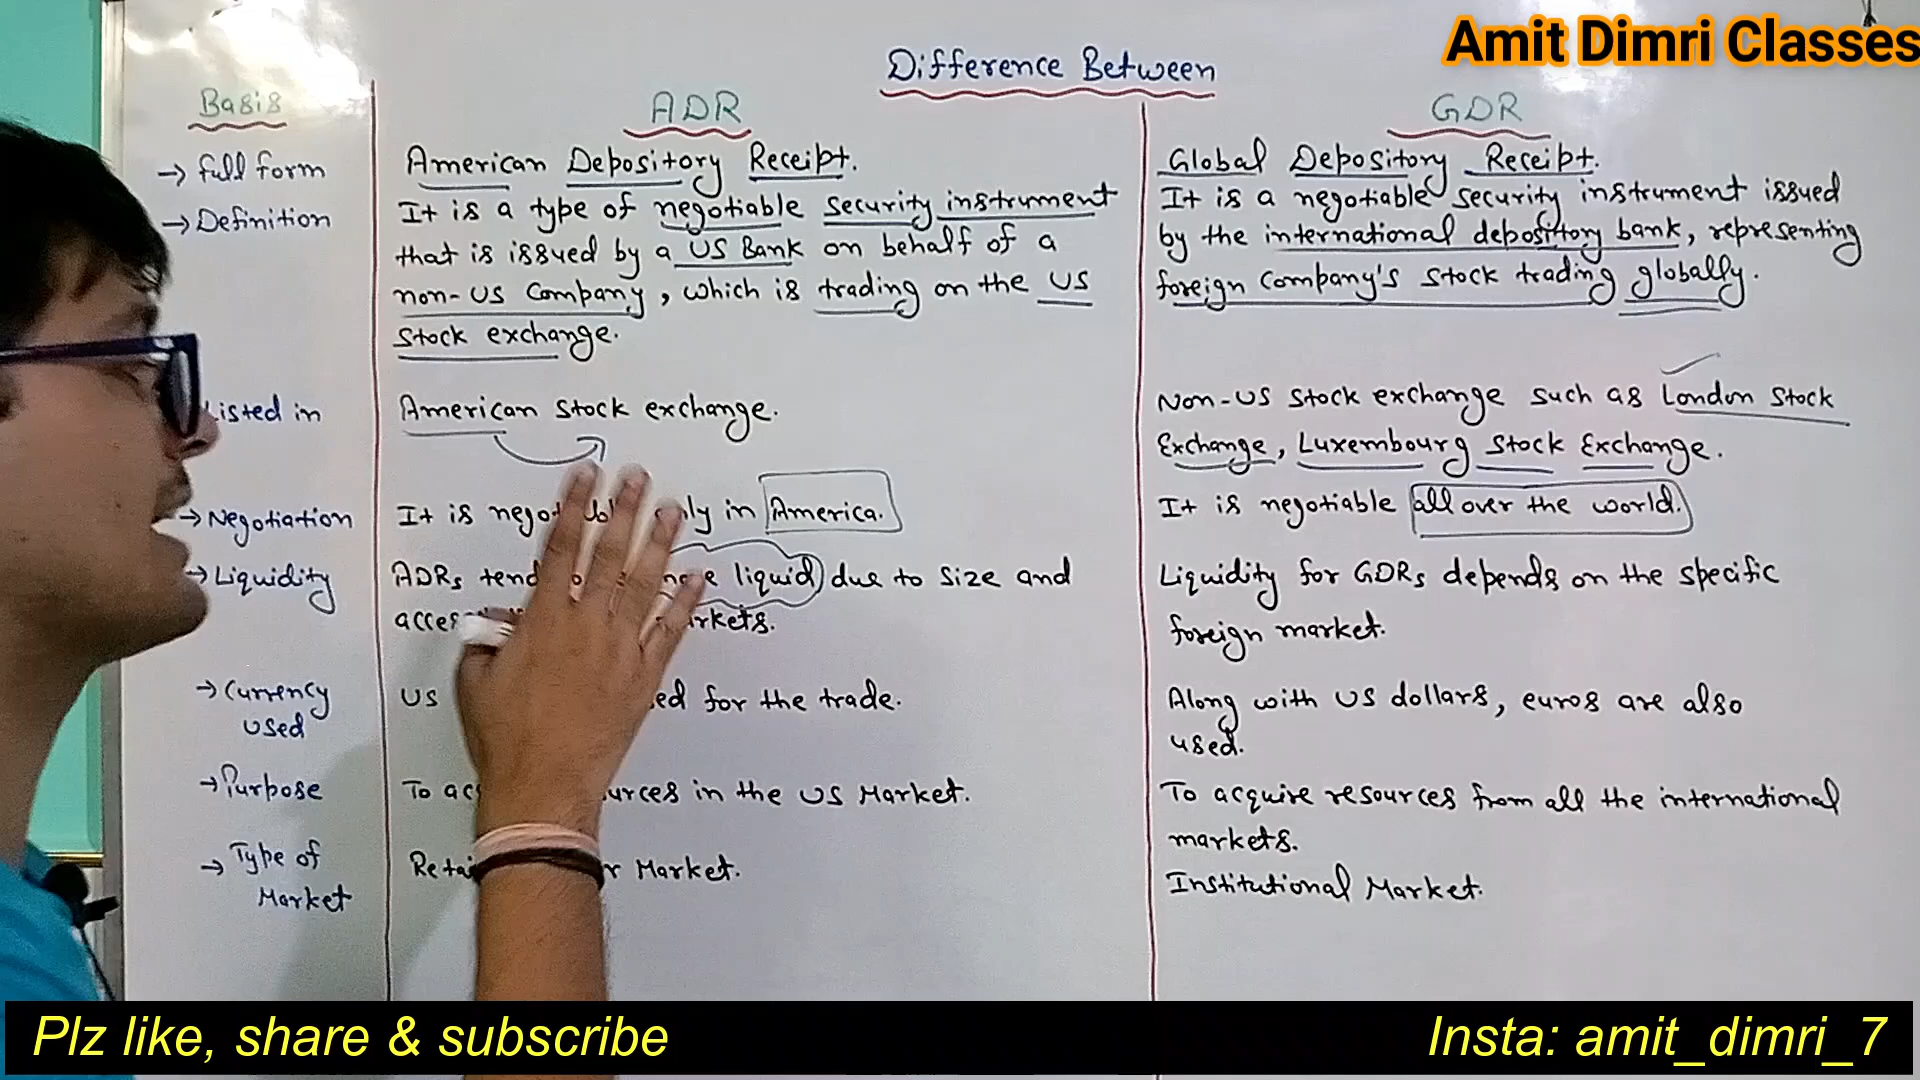 Amit Dimri Classes
Difference Between
Basis
ADR
GDR
→ Full form
American Depository Receipt.
Global Depository Receipt.
→ Definition
It is a type of negotiable security instrument
that is issued by a US Bank on behalf of a
non-US Company, which is trading on the US
stock exchange.
It is a negotiable security instrument issued
by the international depository bank, representing
foreign Company's stock trading globally.
Listed in
American stock exchange.
Non-US stock exchange such as London Stock
Exchange, Luxembourg Stock Exchange.
→ Negotiation
It is in America.
It is negotiable all over the world.
→ Liquidity
ADRs tend liquid due to size and
Liquidity for GDRs depends on the specific
foreign market.
→ Currency
used
US for the trade.
Along with US dollars, euros are also
used.
→ Purpose
To in the US Market.
To acquire resources from all the international
markets.
→ Type of
Market
Market.
Institutional Market.
Plz like, share & subscribe
Insta: amit_dimri_7